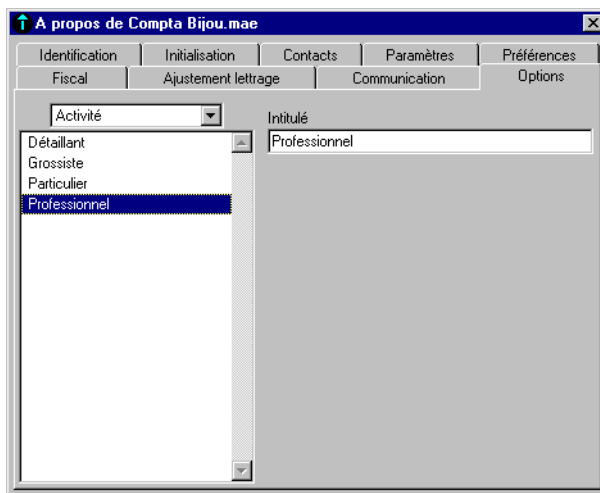 A propos de Compta Bijou.mae
Identification Initialisation Contacts Paramètres Préférences
Fiscal Ajustement lettrage Communication Options
Activité
Intitulé
Détaillant
Professionnel
Grossiste
Particulier
Professionnel